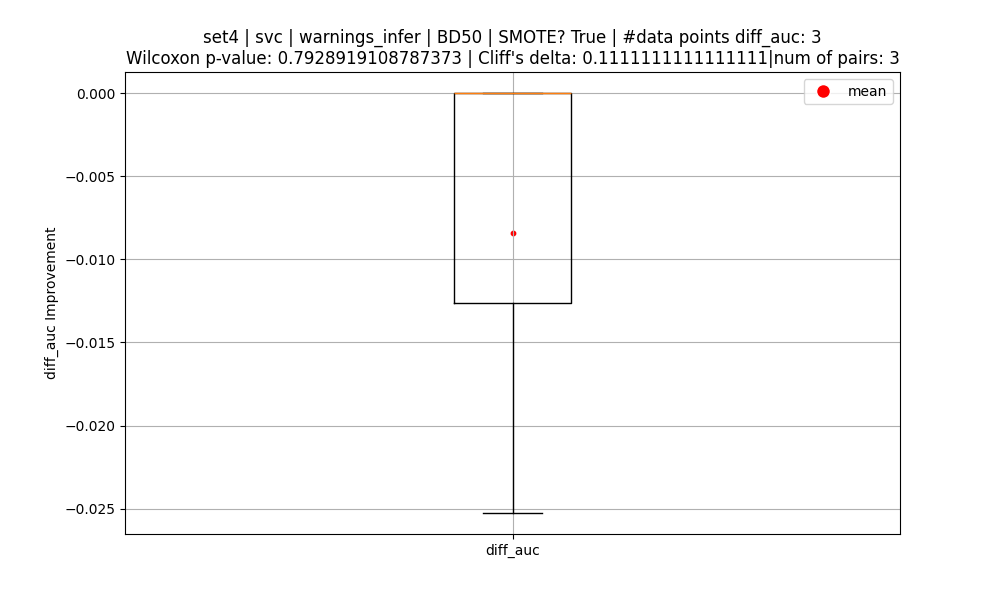 set4 | svc | warnings_infer | BD50 | SMOTE? True | #data points diff_auc: 3
Wilcoxon p-value: 0.7928919108787373 | Cliff's delta: 0.1111111111111111|num of pairs: 3
mean
0.000
−0.005
−0.010
−0.015
−0.020
−0.025
diff_auc Improvement
diff_auc